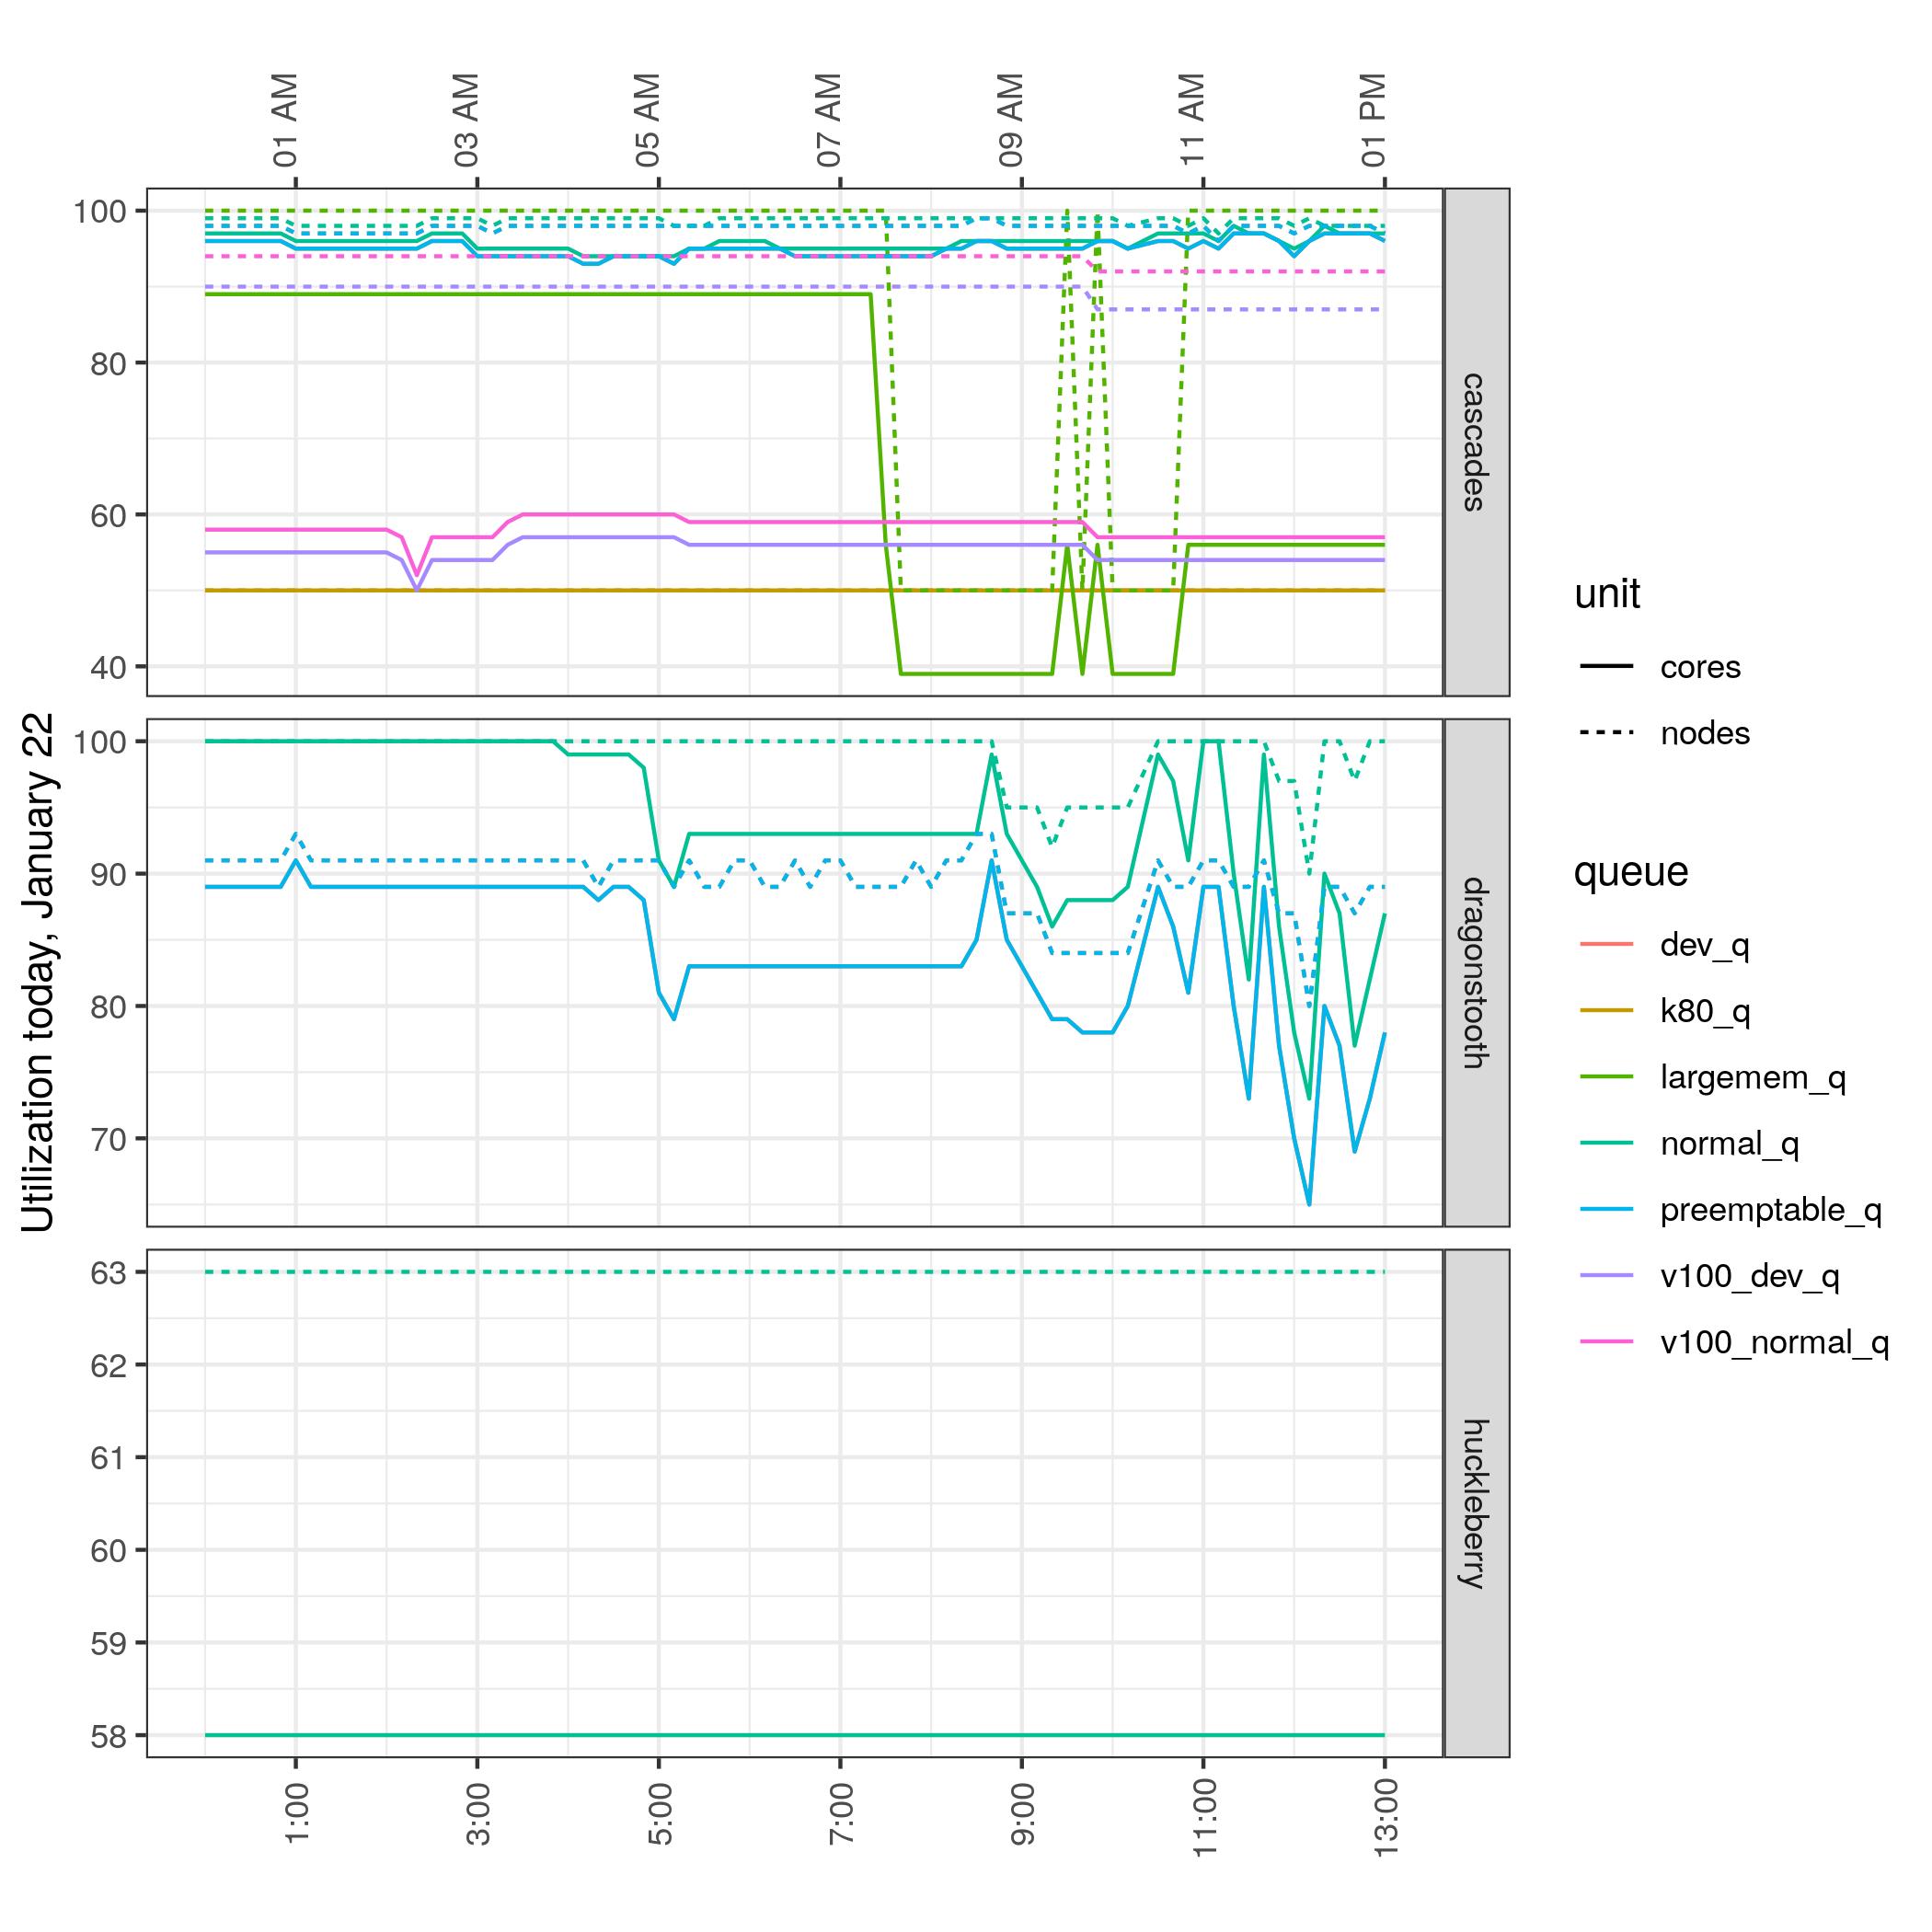 01 AM
03 AM
05 AM
07 AM
09 AM
11 AM
01 PM
Utilization today, January 22
100
80
60
40
cascades
100
90
80
70
dragonstooth
63
62
61
60
59
58
huckleberry
1:00
3:00
5:00
7:00
9:00
11:00
13:00
unit
cores
nodes
queue
dev_q
k80_q
largemem_q
normal_q
preemptable_q
v100_dev_q
v100_normal_q